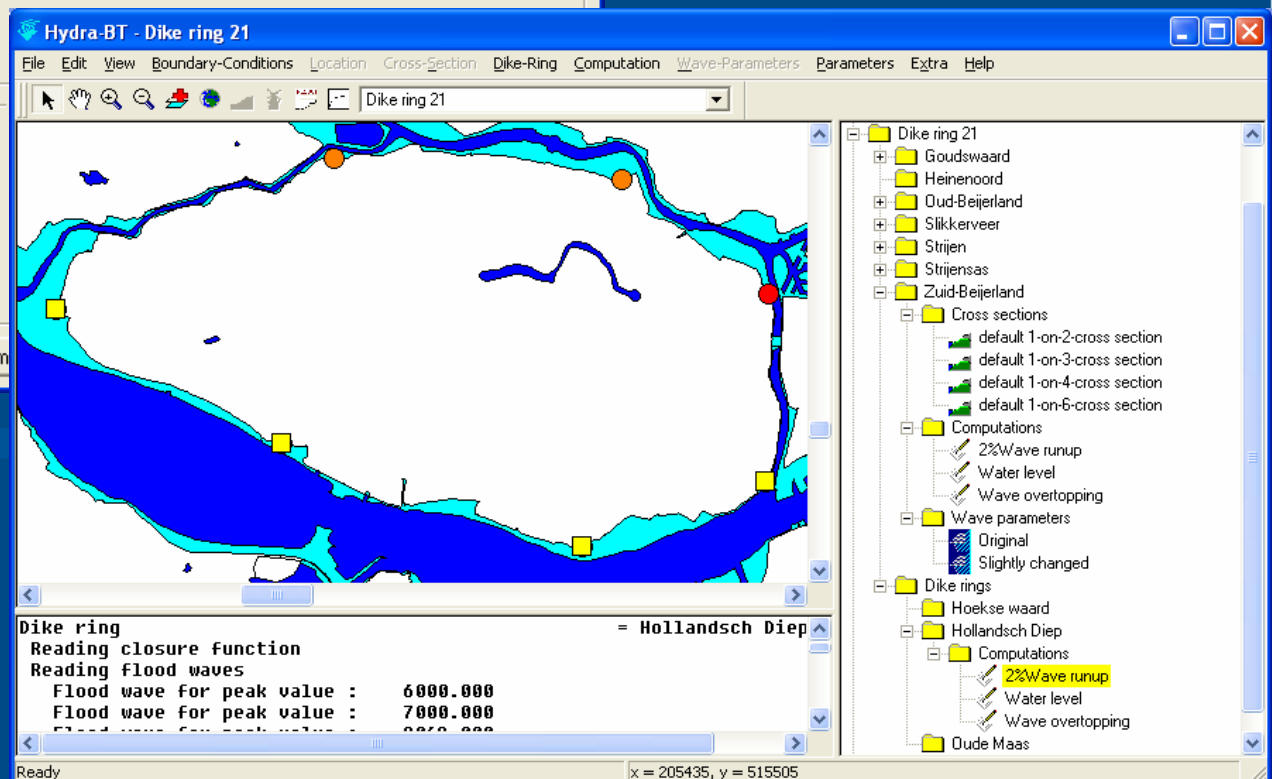 Hydra-BT - Dike ring 21
File Edit View Boundary-Conditions Location Cross-Section Dike-Ring Computation Wave-Parameters Parameters Extra Help
Dike ring 21
Dike ring 21
Goudswaard
Heinenoord
Oud-Beijerland
Slikkerveer
Strijen
Strijensas
Zuid-Beijerland
Cross sections
default 1-on-2-cross section
default 1-on-3-cross section
default 1-on-4-cross section
default 1-on-6-cross section
Computations
2%Wave runup
Water level
Wave overtopping
Wave parameters
Original
Slightly changed
Dike rings
Hoekse waard
Hollandsch Diep
Computations
2%Wave runup
Water level
Wave overtopping
Oude Maas
Dike ring = Hollandsch Diep
Reading closure function
Reading flood waves
Flood wave for peak value : 6000.000
Flood wave for peak value : 7000.000
Flood wave for peak value :
Ready x = 205435, y = 515505